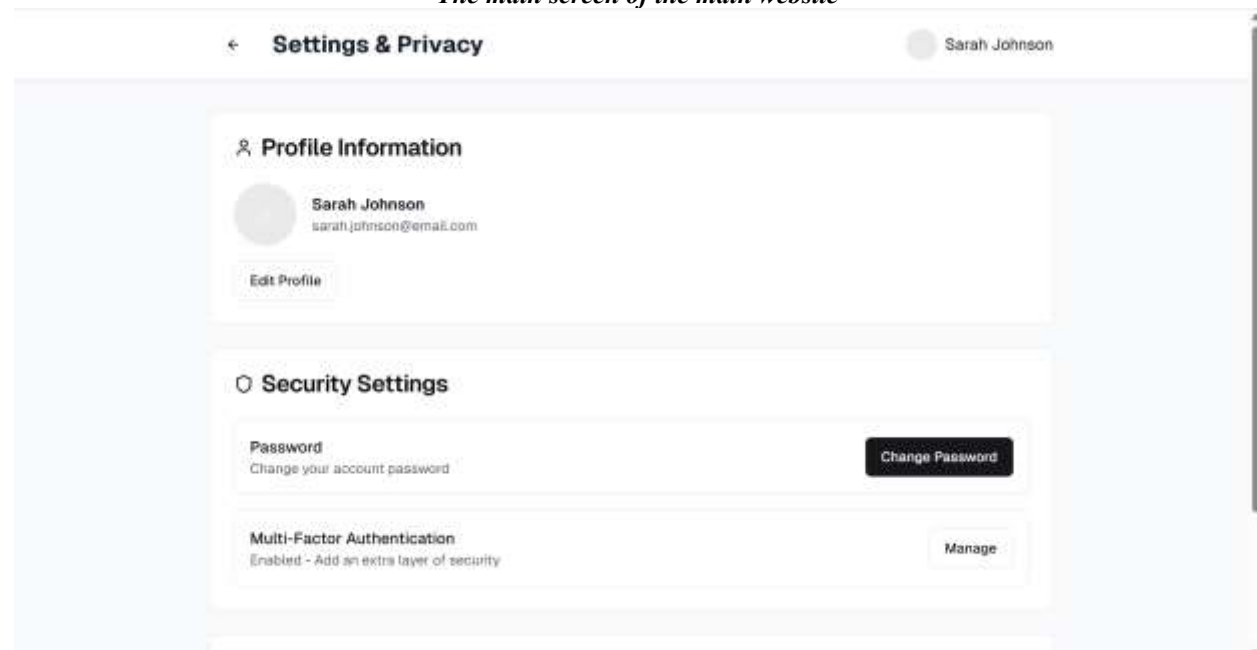 The main screen of the main website
Settings & Privacy
Sarah Johnson
Profile Information
Sarah Johnson
sarah.johnson@email.com
Edit Profile
Security Settings
Password
Change your account password
Change Password
Multi-Factor Authentication
Enabled - Add an extra layer of security
Manage